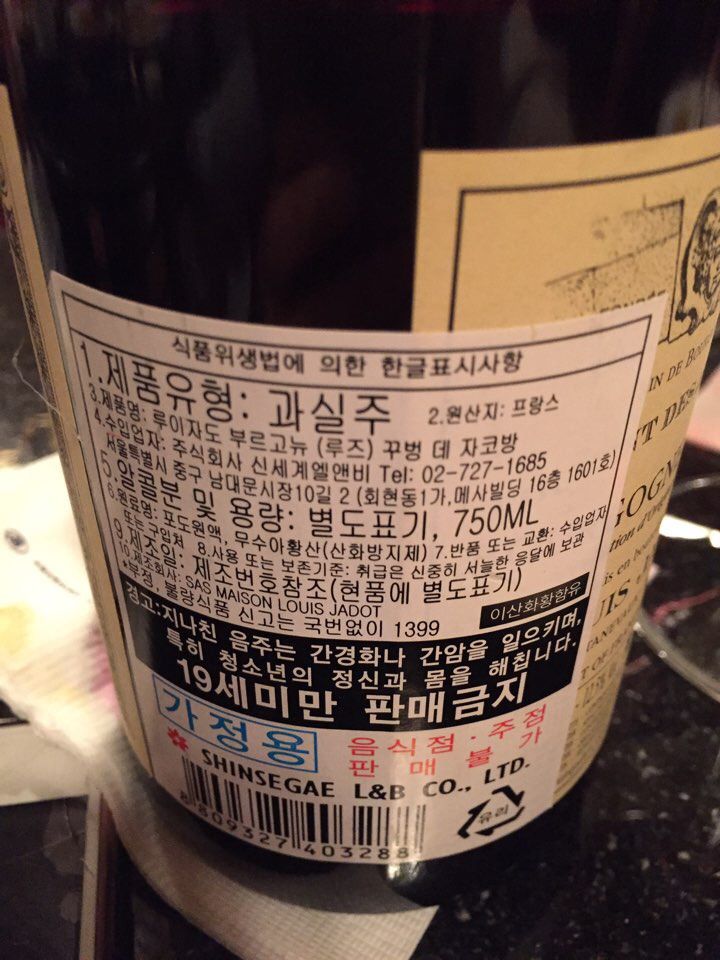 식품위생법에 의한 한글표시사항
1.제품유형: 과실주 2.원산지: 프랑스
3.제품명: 루이자도 부르고뉴 (루즈) 꾸벙 데 자코방
4.수입업자: 주식회사 신세계엘앤비 Tel: 02-727-1685
서울특별시 중구 남대문시장10길 2 (회현동1가,메사빌딩 16층 1601호)
5.알콜분 및 용량: 별도표기, 750ML
6.원료명: 포도원액, 무수아황산(산화방지제) 7.반품 또는 교환: 수입업자
또는 구입처 8.사용 또는 보존기준: 취급은 신중히 서늘한 응달에 보관
9.제조일: 제조번호참조(현품에 별도표기)
10.제조회사: SAS MAISON LOUIS JADOT
*부정, 불량식품 신고는 국번없이 1399
이산화황함유
경고:지나친 음주는 간경화나 간암을 일으키며,
특히 청소년의 정신과 몸을 해칩니다.
19세미만 판매금지
가정용
음식점·주점
판매불가
SHINSEGAE L&B CO., LTD.
8 809327 403288
유리
IN DE